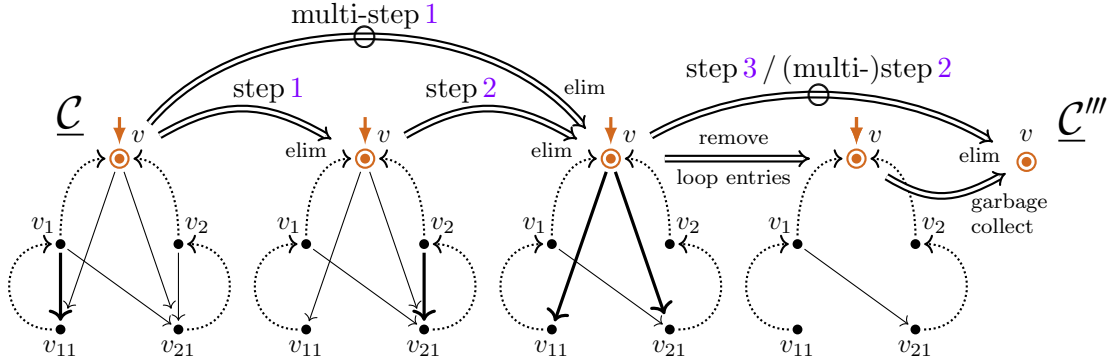 multi-step 1
step 1
step 2
elim
step 3 / (multi-)step 2
C
C‴
v
v
v
v
v
elim
elim
remove
elim
loop entries
garbage
collect
v₁ v₂ v₁ v₂ v₁ v₂ v₁ v₂
v₁₁ v₂₁ v₁₁ v₂₁ v₁₁ v₂₁ v₁₁ v₂₁